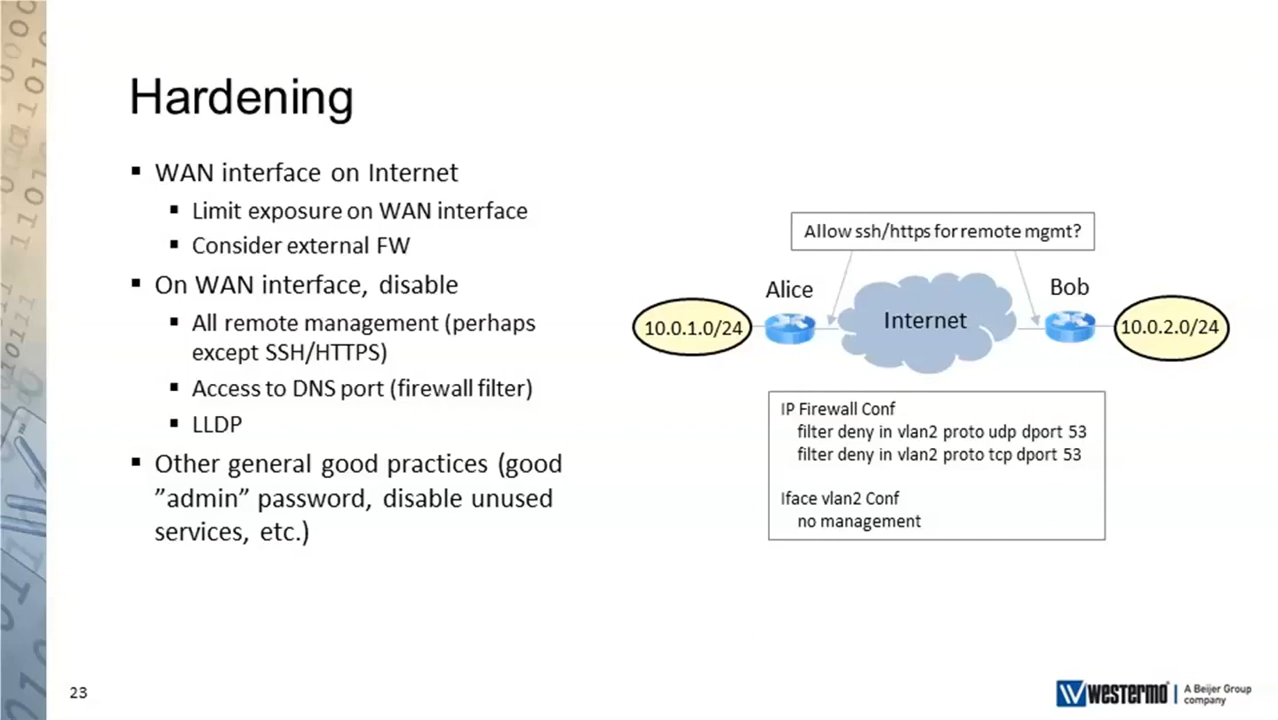 Hardening
▪ WAN interface on Internet
▪ Limit exposure on WAN interface
▪ Consider external FW
▪ On WAN interface, disable
▪ All remote management (perhaps
except SSH/HTTPS)
▪ Access to DNS port (firewall filter)
▪ LLDP
▪ Other general good practices (good
”admin” password, disable unused
services, etc.)
Allow ssh/https for remote mgmt?
Alice
Bob
10.0.1.0/24
Internet
10.0.2.0/24
IP Firewall Conf
filter deny in vlan2 proto udp dport 53
filter deny in vlan2 proto tcp dport 53
Iface vlan2 Conf
no management
23
westermo
A Beijer Group
company